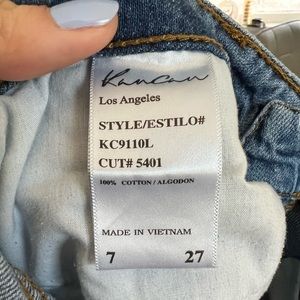 KanCan
Los Angeles
STYLE/ESTILO#
KC9110L
CUT# 5401
100% COTTON/ALGODON
MADE IN VIETNAM
7 27